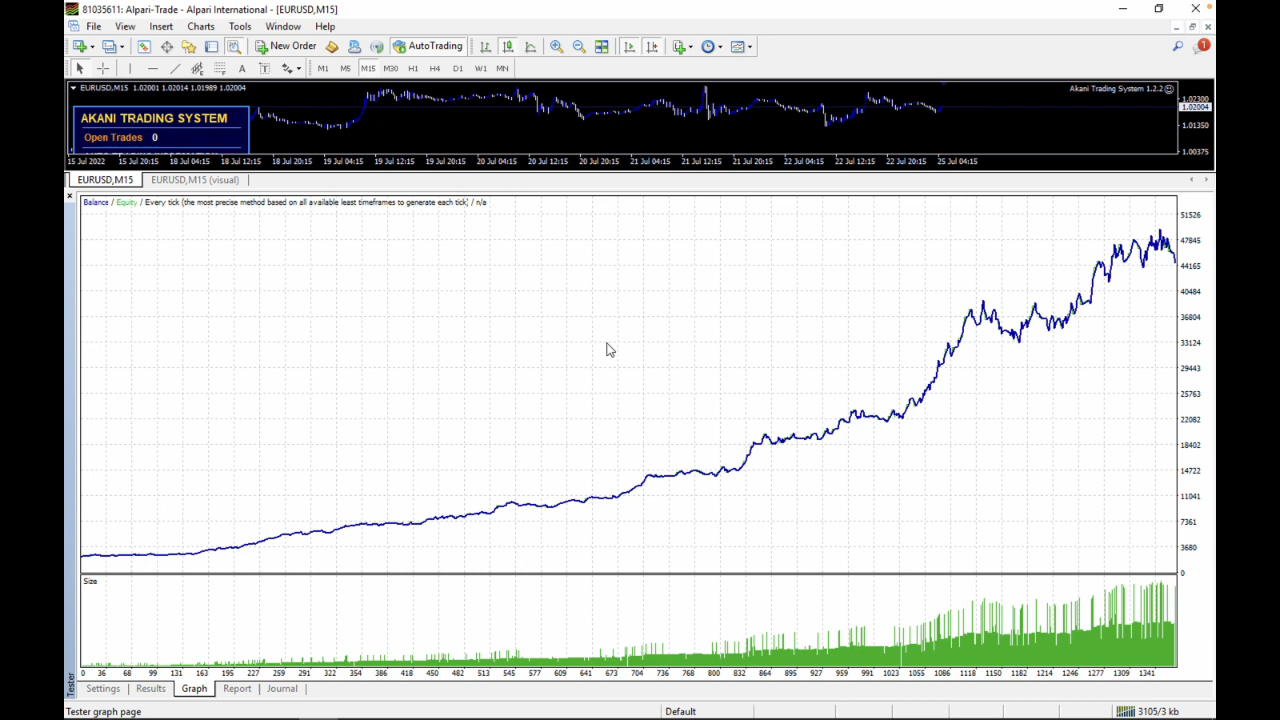 81035611: Alpari-Trade - Alpari International - [EURUSD,M15]
File View Insert Charts Tools Window Help
New Order AutoTrading
1
A T M1 M5 M15 M30 H1 H4 D1 W1 MN
EURUSD,M15 1.02001 1.02014 1.01989 1.02004
Akani Trading System 1.2.2
1.02300
1.02004
1.01350
1.00375
AKANI TRADING SYSTEM
Open Trades 0
15 Jul 2022 15 Jul 20:15 18 Jul 04:15 18 Jul 12:15 18 Jul 20:15 19 Jul 04:15 19 Jul 12:15 19 Jul 20:15 20 Jul 04:15 20 Jul 12:15 20 Jul 20:15 21 Jul 04:15 21 Jul 12:15 21 Jul 20:15 22 Jul 04:15 22 Jul 12:15 22 Jul 20:15 25 Jul 04:15
EURUSD,M15 EURUSD,M15 (visual)
Balance / Equity / Every tick (the most precise method based on all available least timeframes to generate each tick) / n/a
51526
47845
44165
40484
36804
33124
29443
25763
22082
18402
14722
11041
7361
3680
0
Size
0 36 68 99 131 163 195 227 259 291 322 354 386 418 450 482 513 545 577 609 641 673 704 736 768 800 832 864 895 927 959 991 1023 1055 1086 1118 1150 1182 1214 1246 1277 1309 1341
Tester
Settings Results Graph Report Journal
Tester graph page Default 3105/3 kb